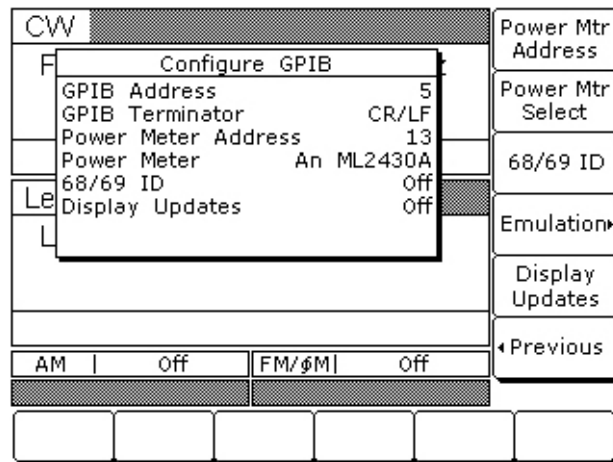 CW
F
Configure GPIB
GPIB Address 5
GPIB Terminator CR/LF
Power Meter Address 13
Power Meter An ML2430A
68/69 ID Off
Display Updates Off
Le
L
AM | Off
FM/ϕM| Off
Power Mtr
Address
Power Mtr
Select
68/69 ID
Emulation▸
Display
Updates
◂Previous